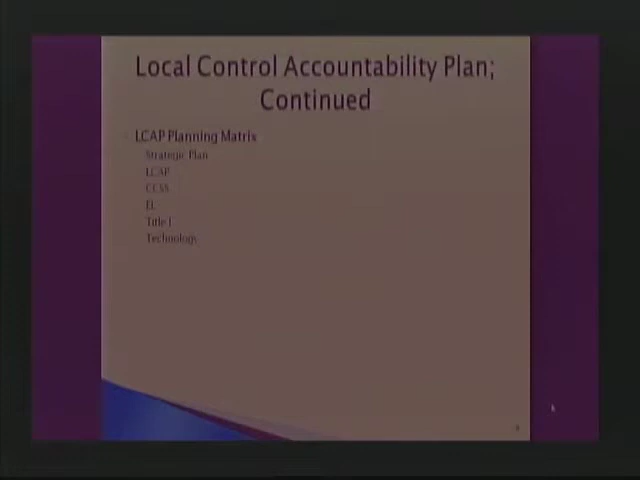 Local Control Accountability Plan;
Continued
LCAP Planning Matrix
Strategic Plan
LCAP
CCSS
EL
Title I
Technology